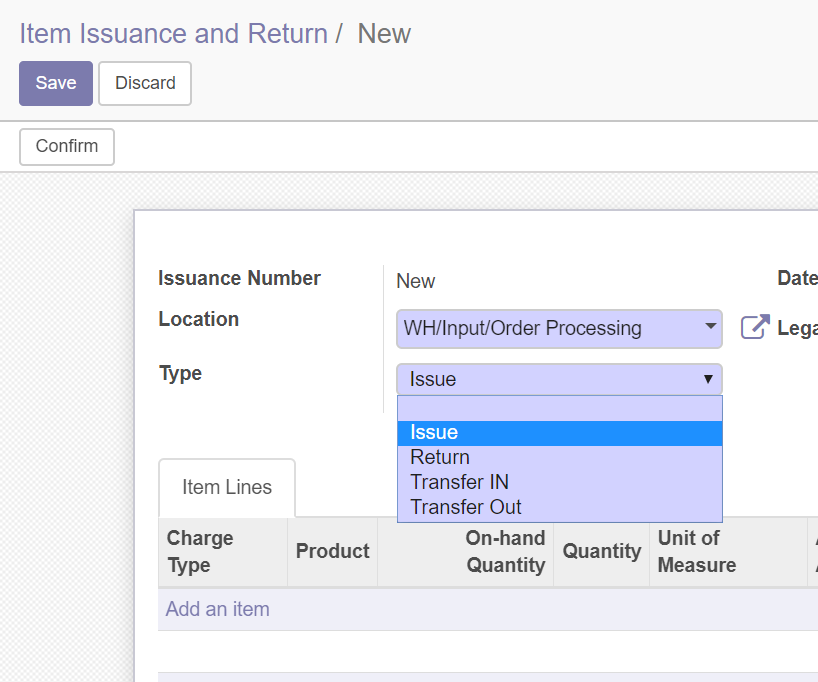 Item Issuance and Return / New
Save Discard
Confirm
Issuance Number New Date
Location WH/Input/Order Processing Lega
Type Issue
Issue
Return
Transfer IN
Transfer Out
Item Lines
Charge Type Product On-hand Quantity Quantity Unit of Measure
Add an item